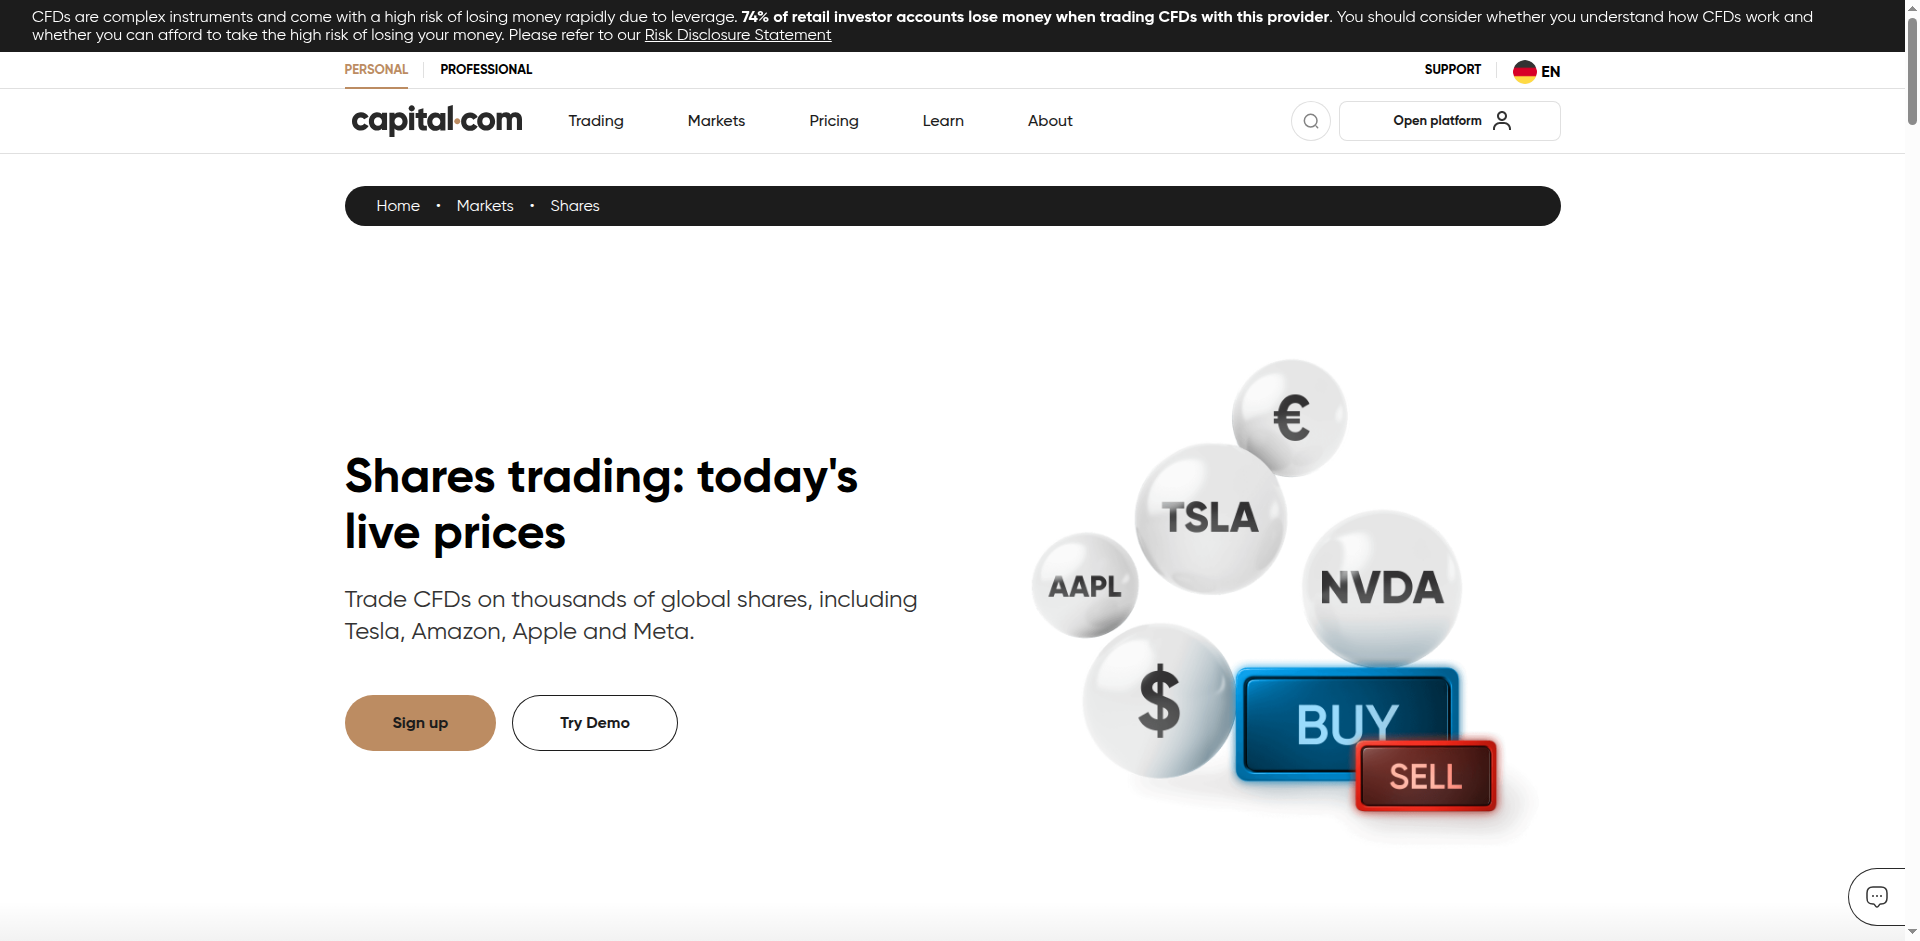 CFDs are complex instruments and come with a high risk of losing money rapidly due to leverage. 74% of retail investor accounts lose money when trading CFDs with this provider. You should consider whether you understand how CFDs work and
whether you can afford to take the high risk of losing your money. Please refer to our Risk Disclosure Statement
PERSONAL PROFESSIONAL SUPPORT EN
capital.com Trading Markets Pricing Learn About Open platform
Home • Markets • Shares
Shares trading: today's
live prices
Trade CFDs on thousands of global shares, including
Tesla, Amazon, Apple and Meta.
Sign up Try Demo
€
TSLA
AAPL
NVDA
$
BUY
SELL